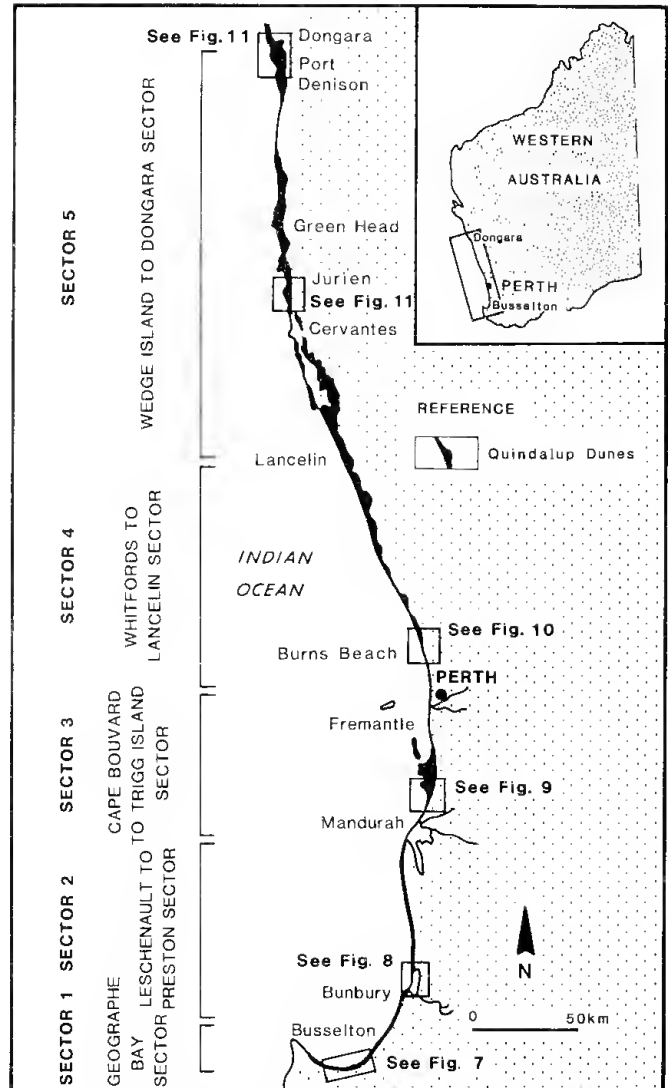 See Fig. 11
Dongara
Port
Denison
Green Head
Jurien
See Fig. 11
Cervantes
Lancelin
INDIAN
OCEAN
See Fig. 10
Burns Beach
PERTH
Fremantle
See Fig. 9
Mandurah
See Fig. 8
Bunbury
Busselton
See Fig. 7
0 50km
N
WESTERN
AUSTRALIA
Dongara
PERTH
Busselton
REFERENCE
Quindalup Dunes
SECTOR 5
WEDGE ISLAND TO DONGARA SECTOR
SECTOR 4
WHITFORDS TO
LANCELIN SECTOR
SECTOR 3
CAPE BOUVARD
TO TRIGG ISLAND
SECTOR
SECTOR 2
LESCHENAULT TO
PRESTON SECTOR
SECTOR 1
GEOGRAPHE
BAY
SECTOR